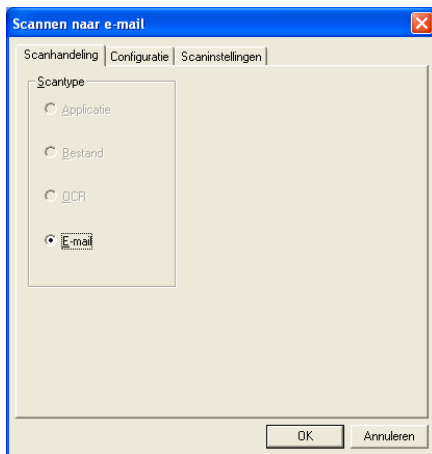 Scannen naar e-mail
Scanhandeling Configuratie Scaninstellingen
Scantype
Applicatie
Bestand
OCR
E-mail
OK Annuleren